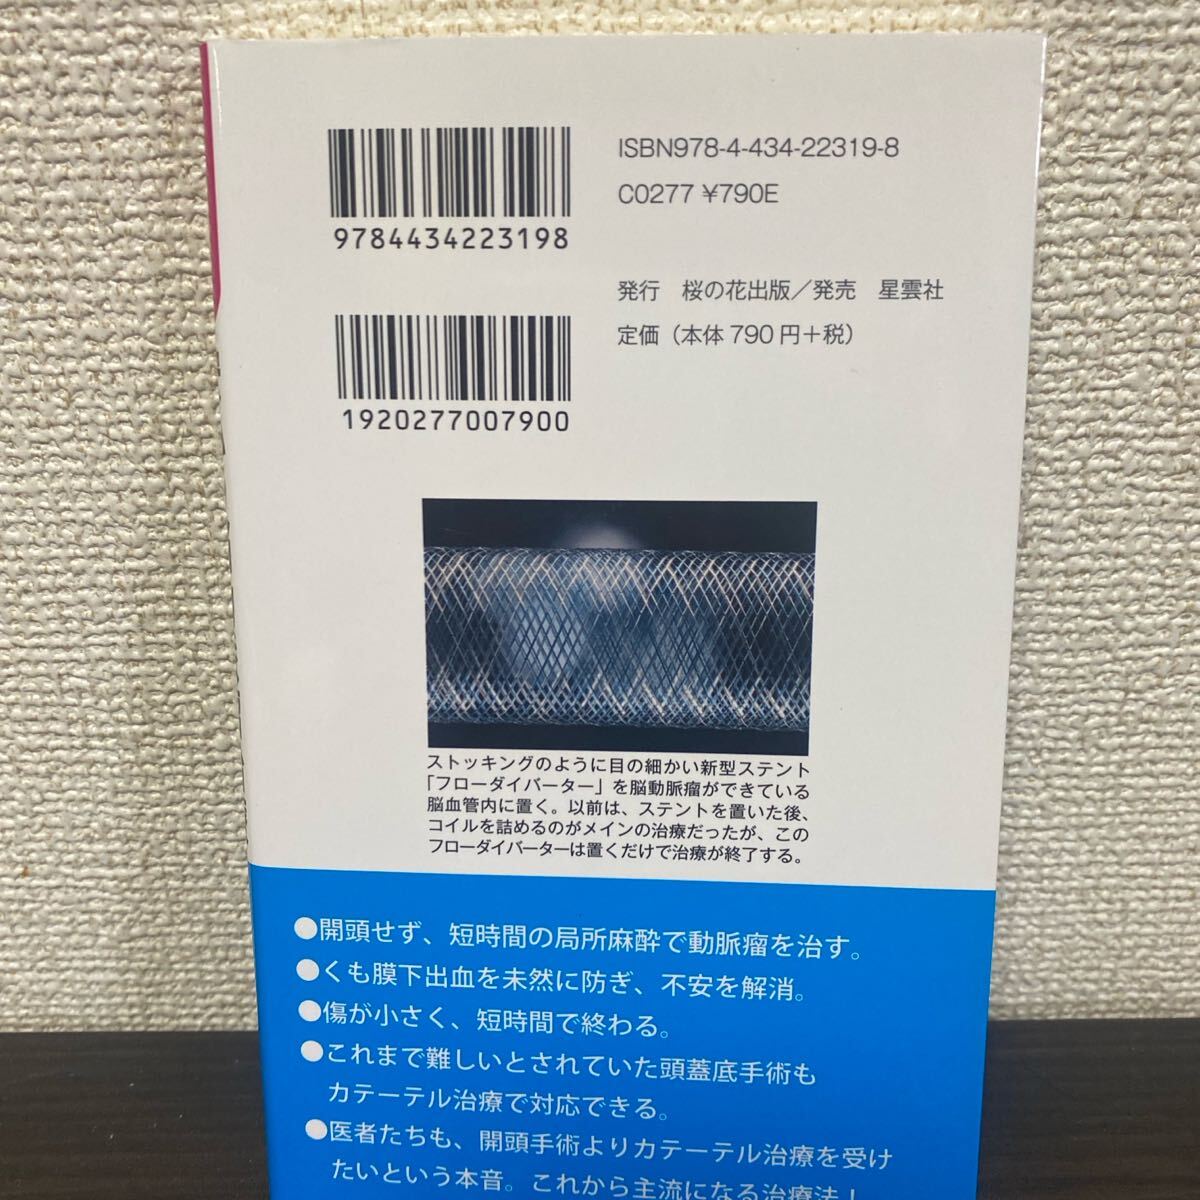 ISBN978-4-434-22319-8
C0277 ¥790E
9784434223198
発行 桜の花出版／発売 星雲社
定価（本体 790 円＋税）
1920277007900
ストッキングのように目の細かい新型ステント
「フローダイバーター」を脳動脈瘤ができている
脳血管内に置く。以前は、ステントを置いた後、
コイルを詰めるのがメインの治療だったが、この
フローダイバーターは置くだけで治療が終了する。
●開頭せず、短時間の局所麻酔で動脈瘤を治す。
●くも膜下出血を未然に防ぎ、不安を解消。
●傷が小さく、短時間で終わる。
●これまで難しいとされていた頭蓋底手術も
カテーテル治療で対応できる。
●医者たちも、開頭手術よりカテーテル治療を受け
たいという本音。これから主流になる治療法！